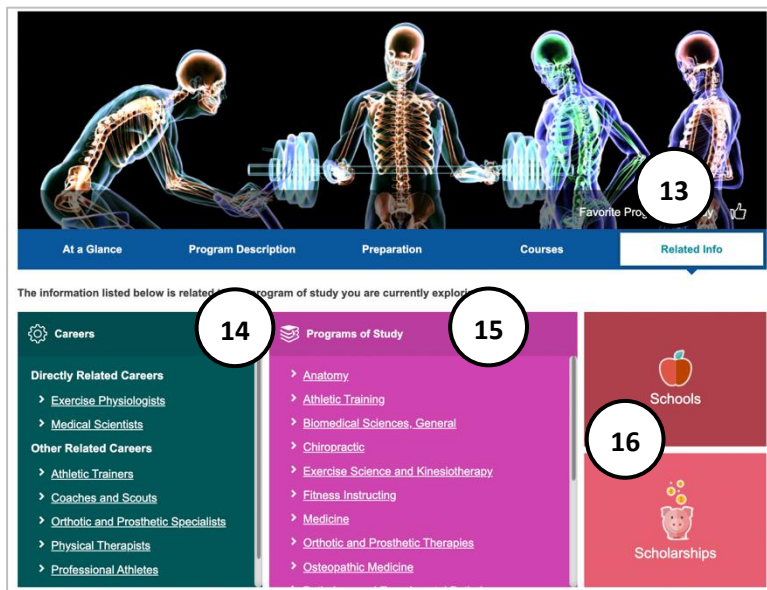 13
Favorite Prog
At a Glance
Program Description
Preparation
Courses
Related Info
The information listed below is related program of study you are currently
14
15
Careers
Programs of Study
Directly Related Careers
Exercise Physiologists
Medical Scientists
Other Related Careers
Athletic Trainers
Coaches and Scouts
Orthotic and Prosthetic Specialists
Physical Therapists
Professional Athletes
Anatomy
Athletic Training
Biomedical Sciences, General
Chiropractic
Exercise Science and Kinesiotherapy
Fitness Instructing
Medicine
Orthotic and Prosthetic Therapies
Osteopathic Medicine
Schools
16
Scholarships